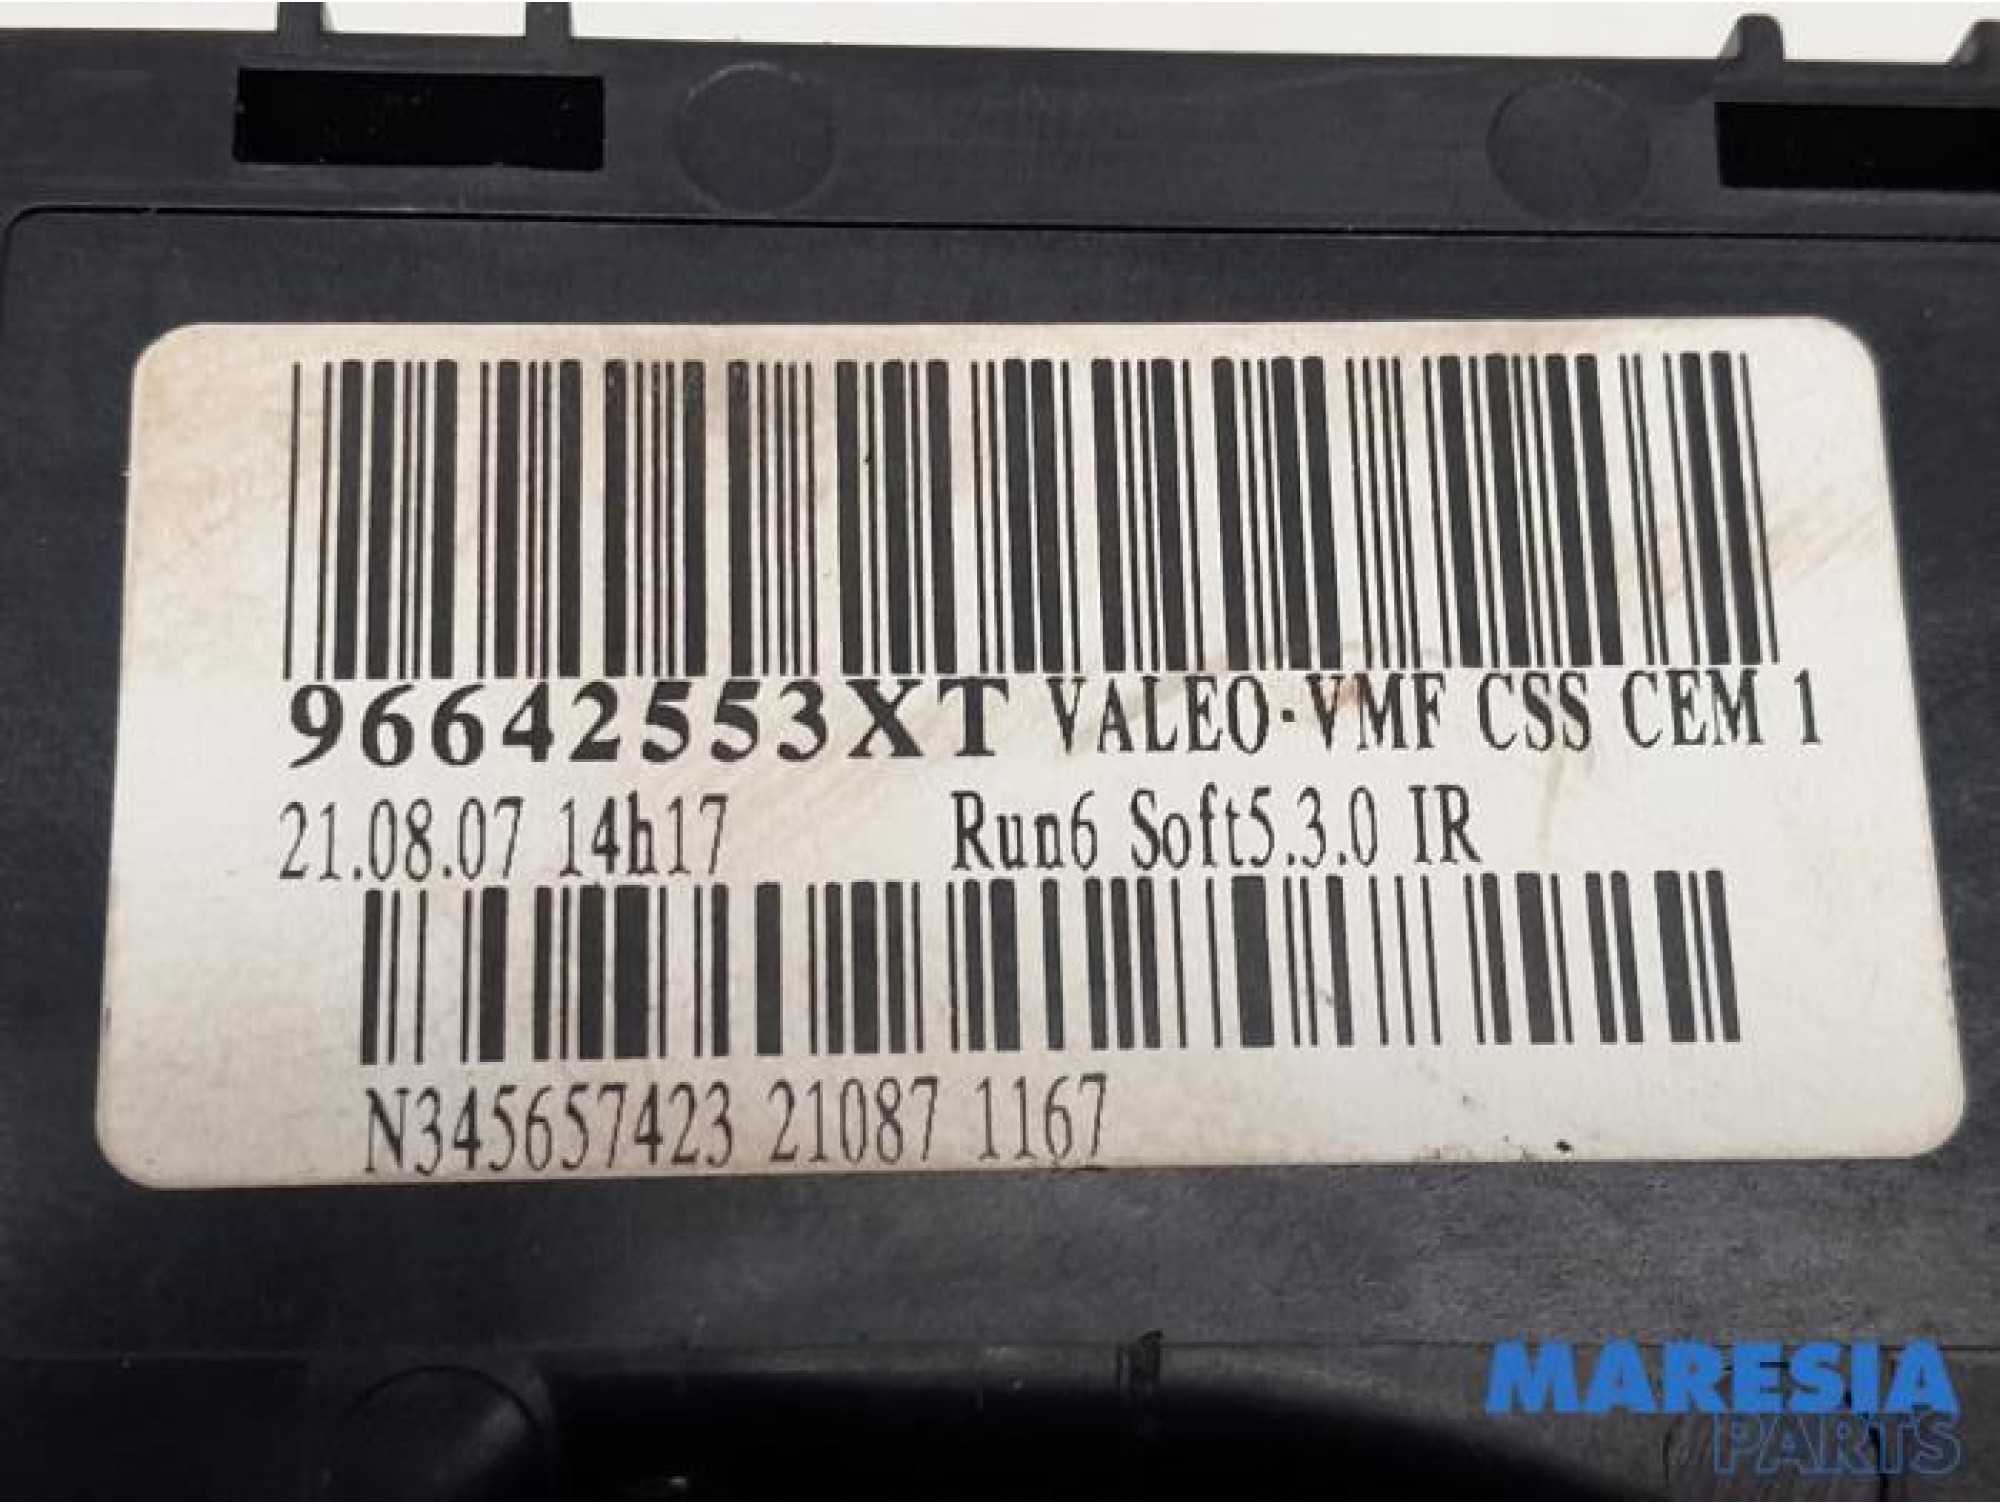 96642553XT VALEO-VMF CSS CEM 1
21.08.07 14h17 Run6 Soft5.3.0 IR
N345657423 21087 1167
MARESIA
PARTS